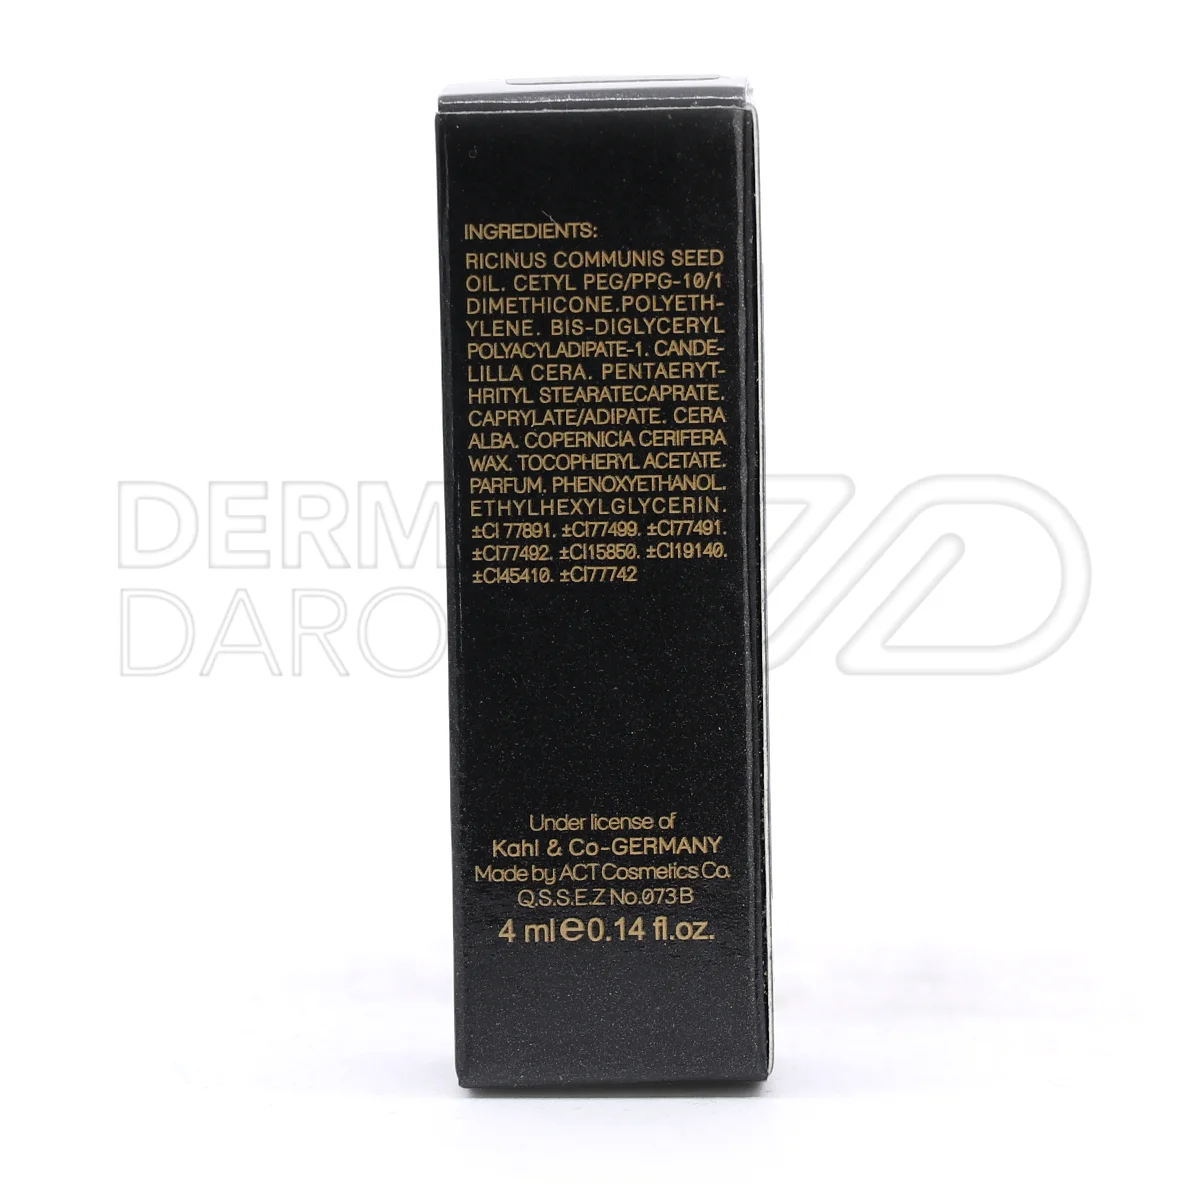 INGREDIENTS:
RICINUS COMMUNIS SEED
OIL. CETYL PEG/PPG-10/1
DIMETHICONE.POLYETH-
YLENE. BIS-DIGLYCERYL
POLYACYLADIPATE-1. CANDE-
LILLA CERA. PENTAERYT-
HRITYL STEARATECAPRATE.
CAPRYLATE/ADIPATE. CERA
ALBA. COPERNICIA CERIFERA
WAX. TOCOPHERYL ACETATE.
PARFUM. PHENOXYETHANOL.
ETHYLHEXYLGLYCERIN.
±CI 77891. ±CI77499. ±CI77491.
±CI77492. ±CI15850. ±CI19140.
±CI45410. ±CI77742
DERM
DARO
Under license of
Kahl & Co-GERMANY
Made by ACT Cosmetics Co.
Q.S.S.E.Z No.073B
4 ml e 0.14 fl.oz.